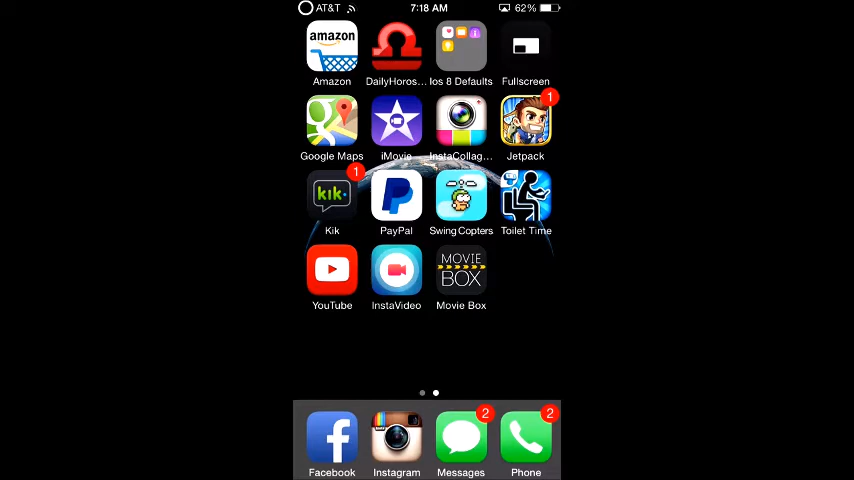 AT&T 7:18 AM 62%
amazon
Amazon DailyHoros... Ios 8 Defaults Fullscreen
1
Google Maps iMovie InstaCollag... Jetpack
kik 1
Kik PayPal Swing Copters Toilet Time
MOVIE
BOX
YouTube InstaVideo Movie Box
2 2
Facebook Instagram Messages Phone